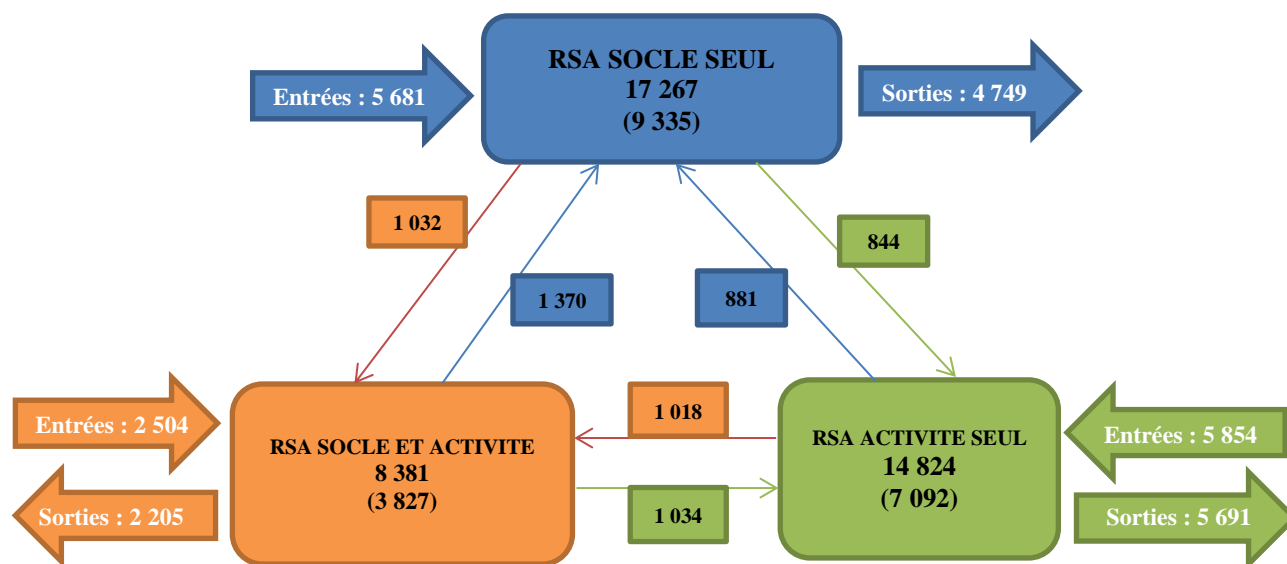 RSA SOCLE SEUL
17 267
(9 335)
Entrées : 5 681
Sorties : 4 749
1 032
844
1 370
881
RSA SOCLE ET ACTIVITE
8 381
(3 827)
Entrées : 2 504
Sorties : 2 205
1 018
1 034
RSA ACTIVITE SEUL
14 824
(7 092)
Entrées : 5 854
Sorties : 5 691